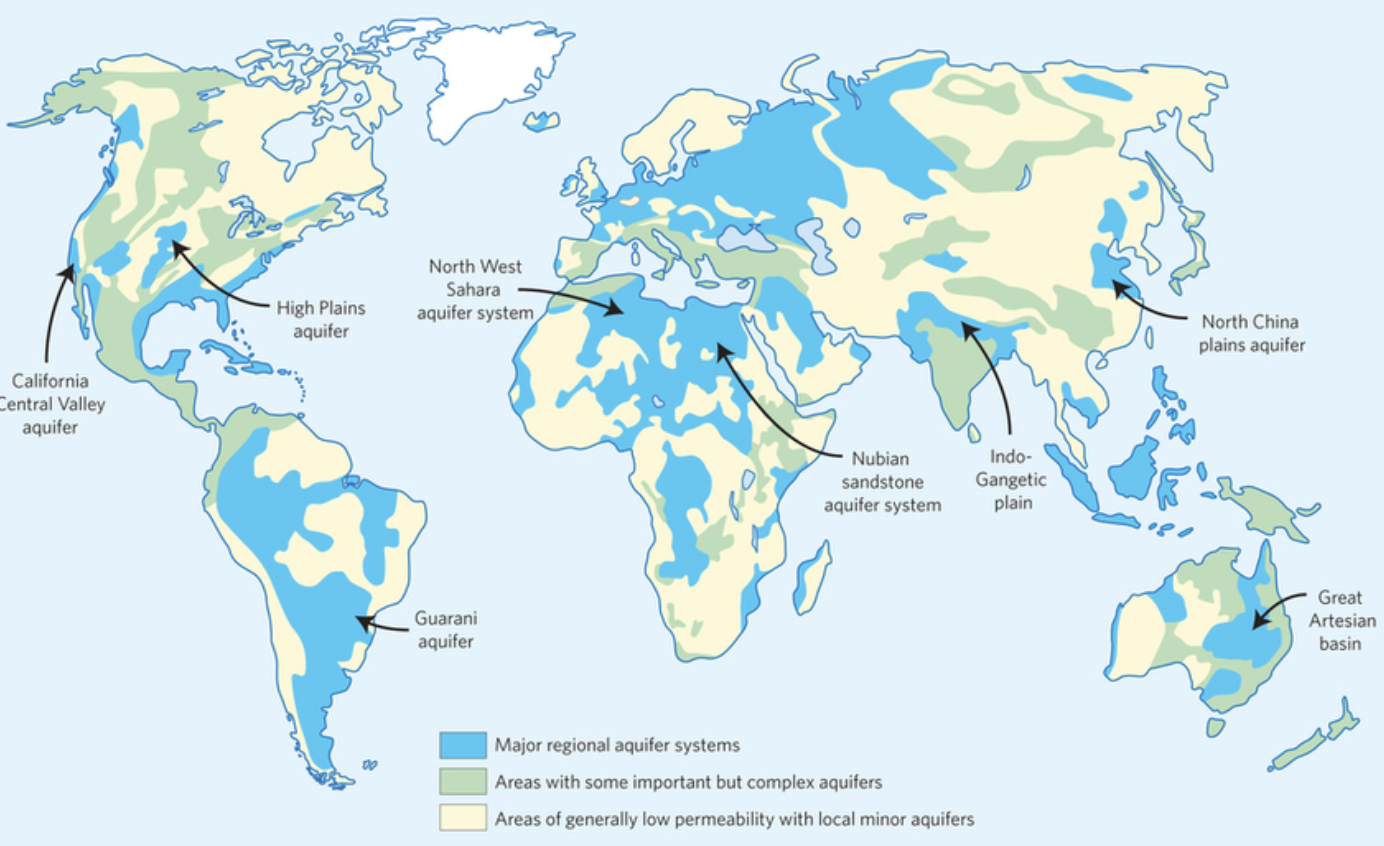 North West
Sahara
aquifer system
High Plains
aquifer
North China
plains aquifer
California
Central Valley
aquifer
Nubian
sandstone
aquifer system
Indo-
Gangetic
plain
Guarani
aquifer
Great
Artesian
basin
Major regional aquifer systems
Areas with some important but complex aquifers
Areas of generally low permeability with local minor aquifers